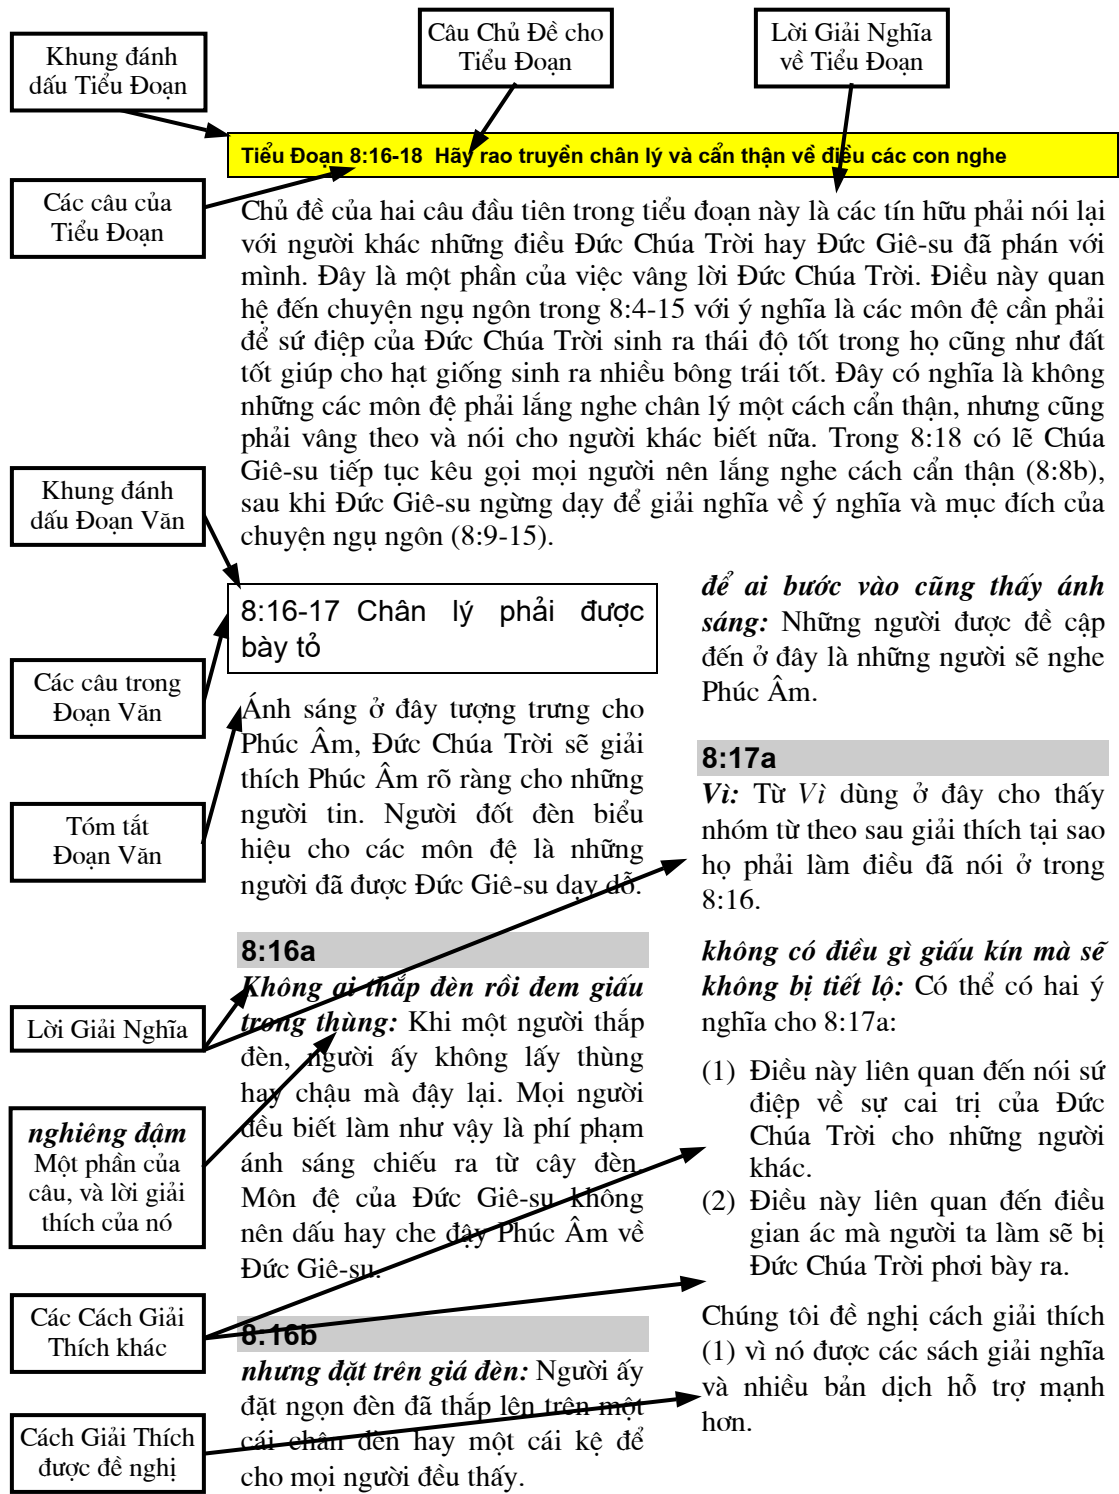 Câu Chủ Đề cho
Tiểu Đoạn
Lời Giải Nghĩa
về Tiểu Đoạn
Khung đánh
dấu Tiểu Đoạn
Tiểu Đoạn 8:16-18 Hãy rao truyền chân lý và cẩn thận về điều các con nghe
Các câu của
Tiểu Đoạn
Chủ đề của hai câu đầu tiên trong tiểu đoạn này là các tín hữu phải nói lại
với người khác những điều Đức Chúa Trời hay Đức Giê-su đã phán với
mình. Đây là một phần của việc vâng lời Đức Chúa Trời. Điều này quan
hệ đến chuyện ngụ ngôn trong 8:4-15 với ý nghĩa là các môn đệ cần phải
để sứ điệp của Đức Chúa Trời sinh ra thái độ tốt trong họ cũng như đất
tốt giúp cho hạt giống sinh ra nhiều bông trái tốt. Đây có nghĩa là không
những các môn đệ phải lắng nghe chân lý một cách cẩn thận, nhưng cũng
phải vâng theo và nói cho người khác biết nữa. Trong 8:18 có lẽ Chúa
Giê-su tiếp tục kêu gọi mọi người nên lắng nghe cách cẩn thận (8:8b),
sau khi Đức Giê-su ngừng dạy để giải nghĩa về ý nghĩa và mục đích của
chuyện ngụ ngôn (8:9-15).
Khung đánh
dấu Đoạn Văn
8:16-17 Chân lý phải được
bày tỏ
Các câu trong
Đoạn Văn
Ánh sáng ở đây tượng trưng cho
Phúc Âm, Đức Chúa Trời sẽ giải
thích Phúc Âm rõ ràng cho những
người tin. Người đốt đèn biểu
hiệu cho các môn đệ là những
người đã được Đức Giê-su dạy dỗ.
Tóm tắt
Đoạn Văn
8:16a
Không ai thắp đèn rồi đem giấu
trong thùng: Khi một người thắp
đèn, người ấy không lấy thùng
hay chậu mà đậy lại. Mọi người
đều biết làm như vậy là phí phạm
ánh sáng chiếu ra từ cây đèn.
Môn đệ của Đức Giê-su không
nên dấu hay che đậy Phúc Âm về
Đức Giê-su.
Lời Giải Nghĩa
nghiêng đậm
Một phần của
câu, và lời giải
thích của nó
Các Cách Giải
Thích khác
8:16b
nhưng đặt trên giá đèn: Người ấy
đặt ngọn đèn đã thắp lên trên một
cái chân đèn hay một cái kệ để
cho mọi người đều thấy.
Cách Giải Thích
được đề nghị
để ai bước vào cũng thấy ánh
sáng: Những người được đề cập
đến ở đây là những người sẽ nghe
Phúc Âm.
8:17a
Vì: Từ Vì dùng ở đây cho thấy
nhóm từ theo sau giải thích tại sao
họ phải làm điều đã nói ở trong
8:16.
không có điều gì giấu kín mà sẽ
không bị tiết lộ: Có thể có hai ý
nghĩa cho 8:17a:
(1) Điều này liên quan đến nói sứ
điệp về sự cai trị của Đức
Chúa Trời cho những người
khác.
(2) Điều này liên quan đến điều
gian ác mà người ta làm sẽ bị
Đức Chúa Trời phơi bày ra.
Chúng tôi đề nghị cách giải thích
(1) vì nó được các sách giải nghĩa
và nhiều bản dịch hỗ trợ mạnh
hơn.